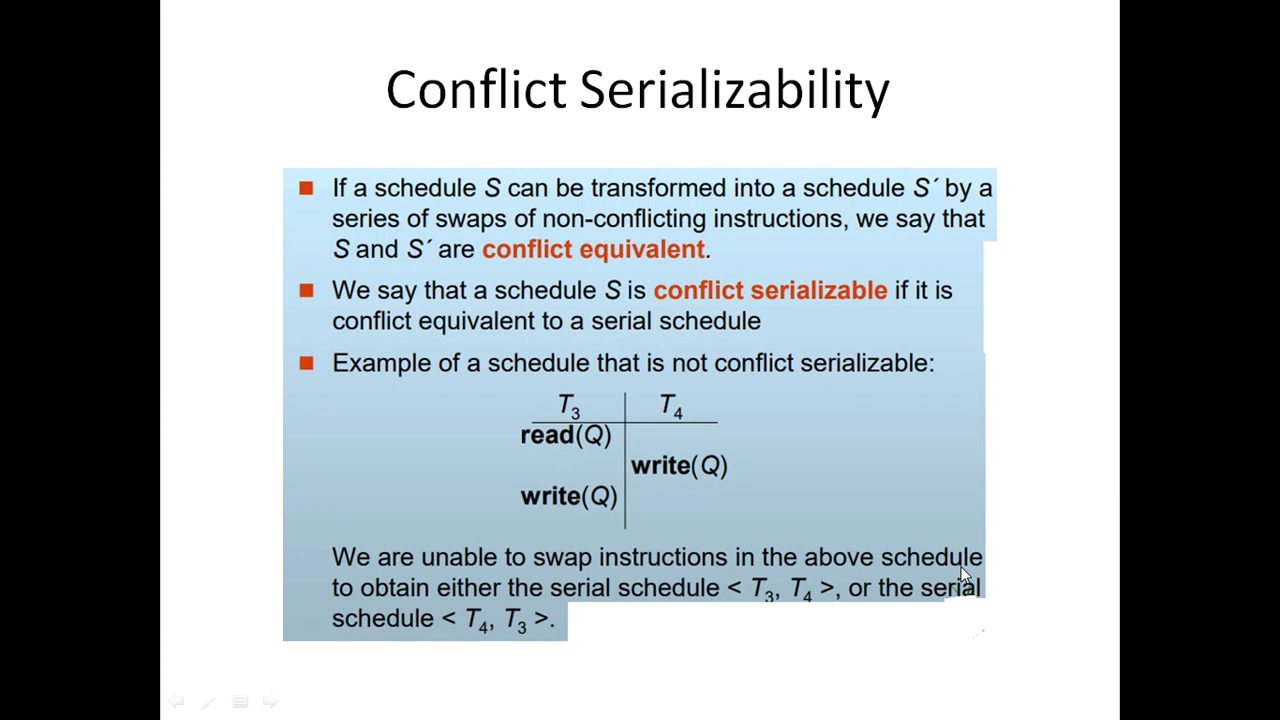 Conflict Serializability
If a schedule S can be transformed into a schedule S´ by a
series of swaps of non-conflicting instructions, we say that
S and S´ are conflict equivalent.
We say that a schedule S is conflict serializable if it is
conflict equivalent to a serial schedule
Example of a schedule that is not conflict serializable:
T3 T4
read(Q)
write(Q)
write(Q)
We are unable to swap instructions in the above schedule
to obtain either the serial schedule < T3, T4 >, or the serial
schedule < T4, T3 >.